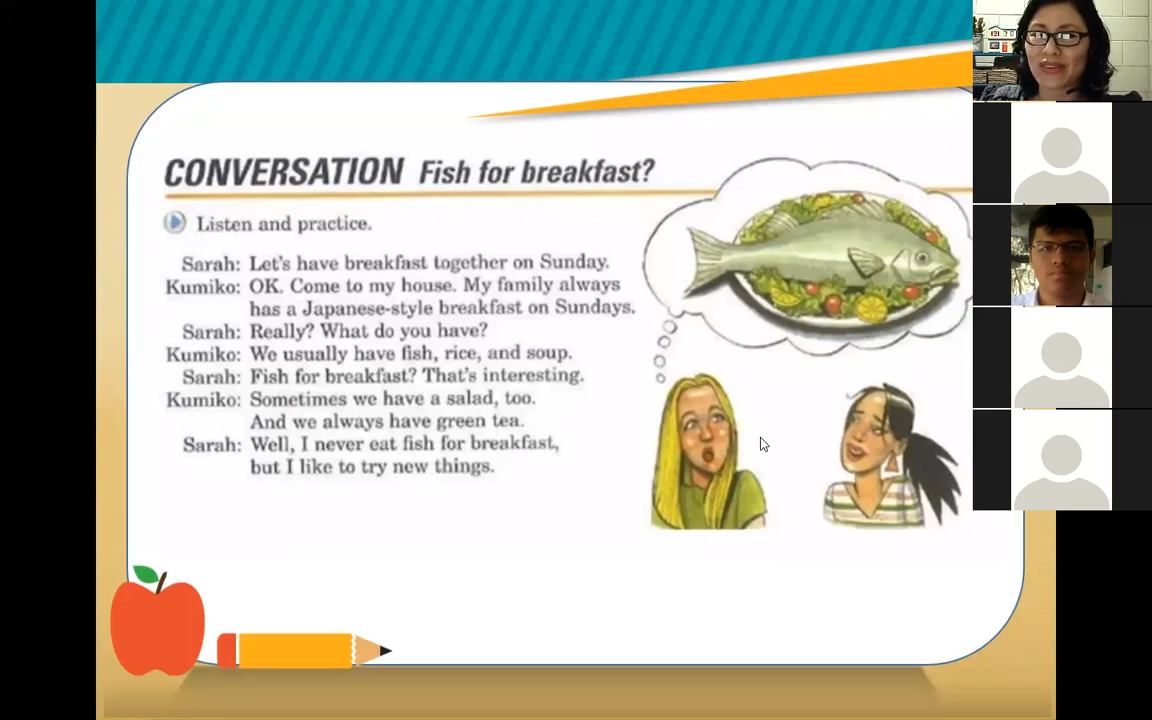 CONVERSATION Fish for breakfast?
Listen and practice.
Sarah: Let's have breakfast together on Sunday.
Kumiko: OK. Come to my house. My family always
has a Japanese-style breakfast on Sundays.
Sarah: Really? What do you have?
Kumiko: We usually have fish, rice, and soup.
Sarah: Fish for breakfast? That's interesting.
Kumiko: Sometimes we have a salad, too.
And we always have green tea.
Sarah: Well, I never eat fish for breakfast,
but I like to try new things.